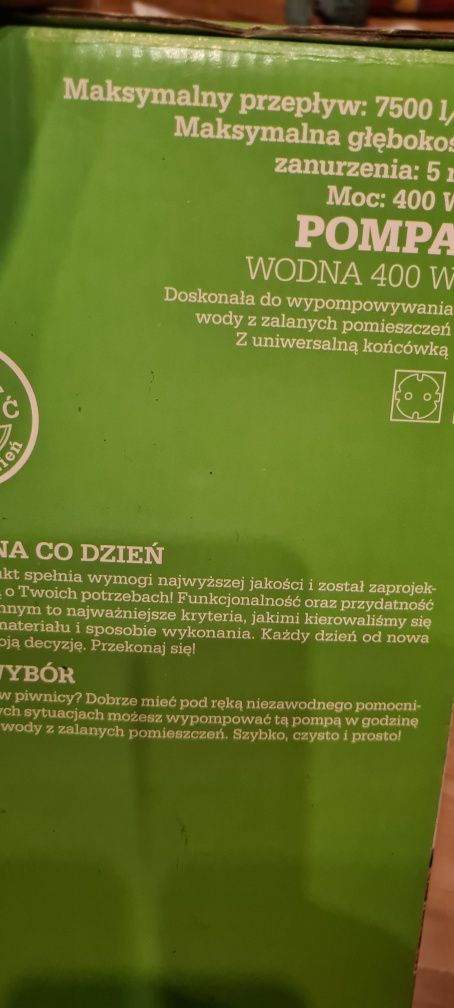 Maksymalny przepływ: 7500 l/
Maksymalna głębokoś
zanurzenia: 5 m
Moc: 400 W
POMPA
WODNA 400 W
Doskonała do wypompowywania
wody z zalanych pomieszczeń
Z uniwersalną końcówką
Ć
ień
NA CO DZIEŃ
kt spełnia wymogi najwyższej jakości i został zaprojek-
ą o Twoich potrzebach! Funkcjonalność oraz przydatność
nnym to najważniejsze kryteria, jakimi kierowaliśmy się
materiału i sposobie wykonania. Każdy dzień od nowa
oją decyzję. Przekonaj się!
WYBÓR
w piwnicy? Dobrze mieć pod ręką niezawodnego pomocni-
ych sytuacjach możesz wypompować tą pompą w godzinę
wody z zalanych pomieszczeń. Szybko, czysto i prosto!